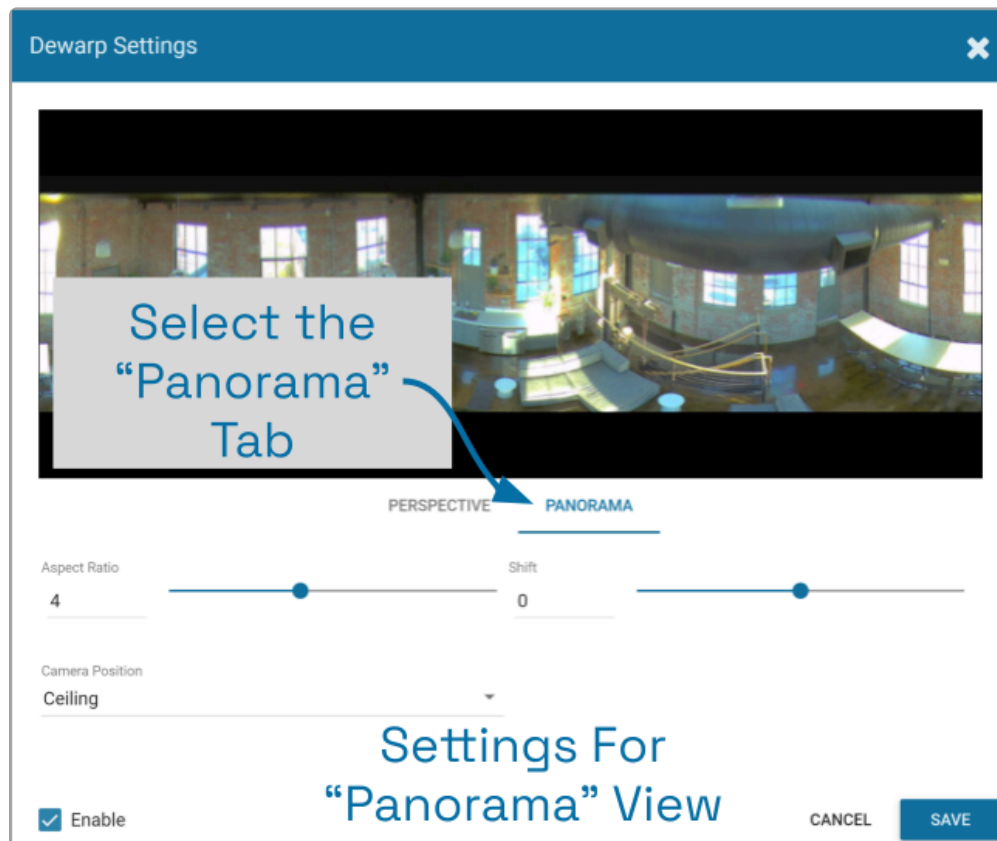 Dewarp Settings
Select the
“Panorama”
Tab
PERSPECTIVE
PANORAMA
Aspect Ratio
4
Shift
0
Camera Position
Ceiling
Settings For
“Panorama” View
Enable
CANCEL
SAVE